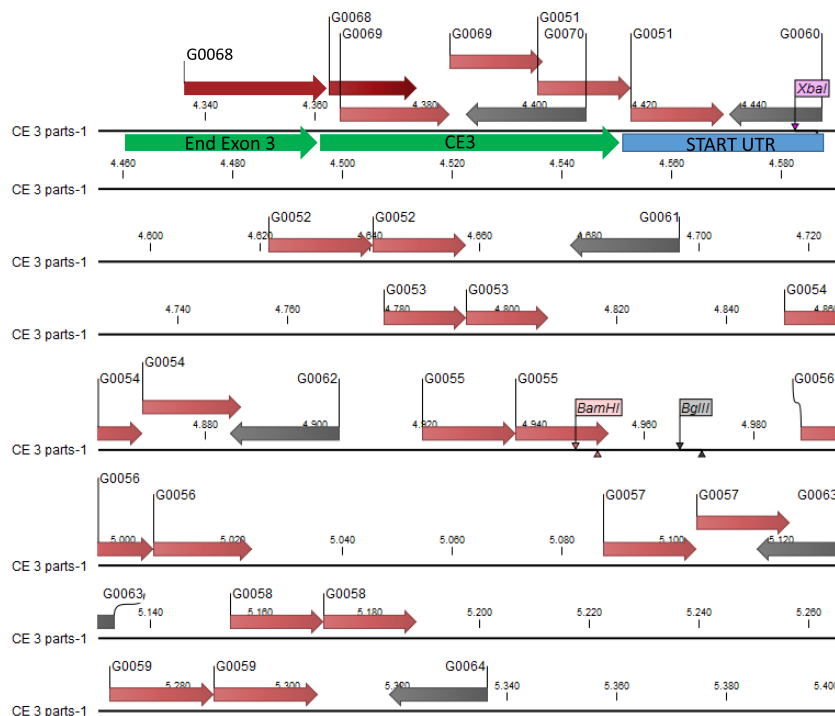 G0068 G0051
G0069 G0069 G0070 G0051 G0060
G0068
XbaI
4.340 4.360 4.380 4.400 4.420 4.440
CE 3 parts-1
End Exon 3 CE3 START UTR
4.460 4.480 4.500 4.520 4.540 4.560 4.580
CE 3 parts-1
G0052 G0052 G0061
4.600 4.620 4.640 4.660 4.680 4.700 4.720
CE 3 parts-1
G0053 G0053 G0054
4.740 4.760 4.780 4.800 4.820 4.840 4.860
CE 3 parts-1
G0054
G0054 G0062 G0055 G0055 G0056
BamHI BglII
4.880 4.900 4.920 4.940 4.960 4.980
CE 3 parts-1
G0056
G0056 G0057 G0057 G0063
5.000 5.020 5.040 5.060 5.080 5.100 5.120
CE 3 parts-1
G0063 G0058 G0058
5.140 5.160 5.180 5.200 5.220 5.240 5.260
CE 3 parts-1
G0059 G0059 G0064
5.280 5.300 5.320 5.340 5.360 5.380 5.400
CE 3 parts-1